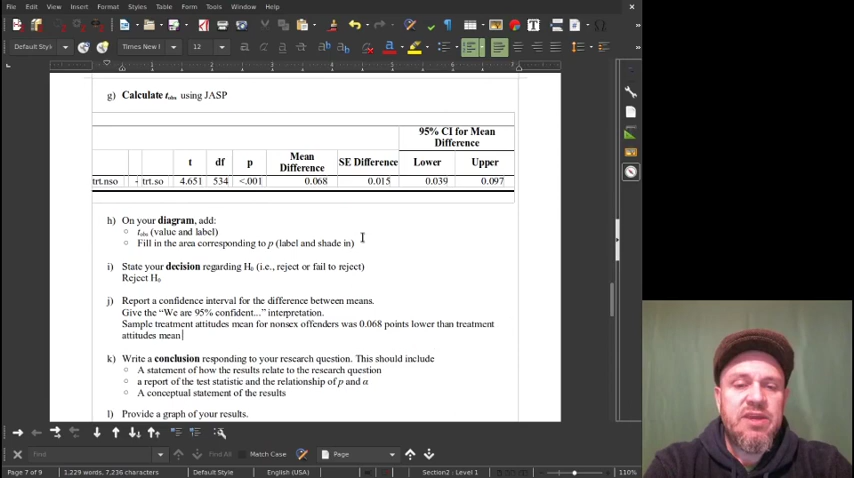 File Edit View Insert Format Styles Table Form Tools Window Help
Default Styl Times New I 12
g) Calculate tobs using JASP
95% CI for Mean Difference
t df p Mean Difference SE Difference Lower Upper
trt.nso - trt.so 4.651 534 <.001 0.068 0.015 0.039 0.097
h) On your diagram, add:
○ tobs (value and label)
○ Fill in the area corresponding to p (label and shade in)
i) State your decision regarding H0 (i.e., reject or fail to reject)
Reject H0
j) Report a confidence interval for the difference between means.
Give the “We are 95% confident...” interpretation.
Sample treatment attitudes mean for nonsex offenders was 0.068 points lower than treatment
attitudes mean
k) Write a conclusion responding to your research question. This should include
○ A statement of how the results relate to the research question
○ a report of the test statistic and the relationship of p and α
○ A conceptual statement of the results
l) Provide a graph of your results.
Find Find All Match Case Page
Page 7 of 9 1,229 words, 7,236 characters Default Style English (USA) Section2 : Level 1 110%